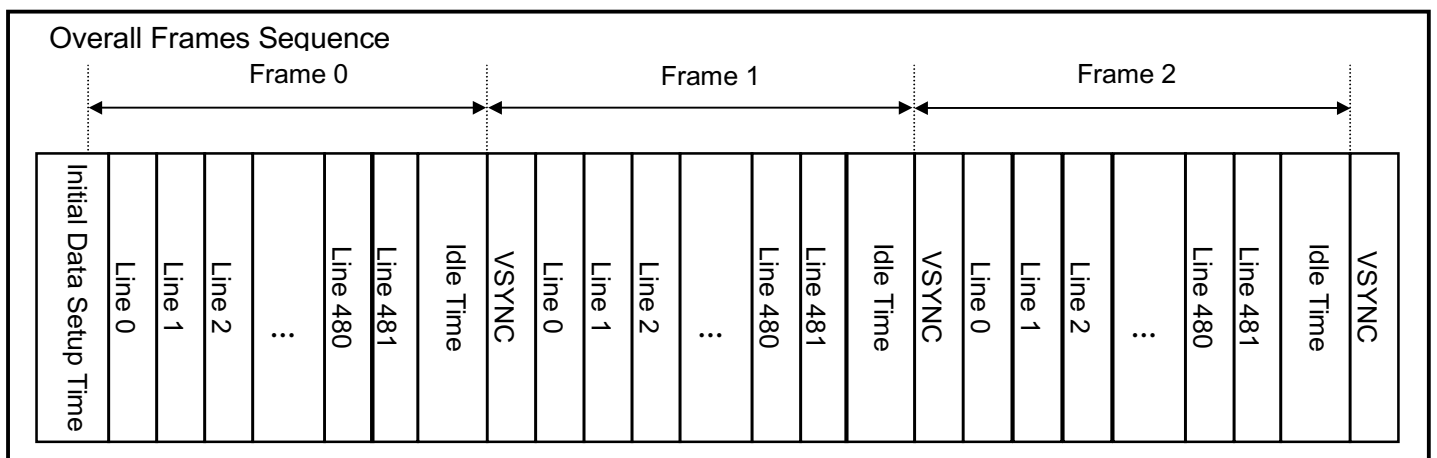 Overall Frames Sequence
Frame 0
Frame 1
Frame 2
Initial Data Setup Time
Line 0
Line 1
Line 2
...
Line 480
Line 481
Idle Time
VSYNC
Line 0
Line 1
Line 2
...
Line 480
Line 481
Idle Time
VSYNC
Line 0
Line 1
Line 2
...
Line 480
Line 481
Idle Time
VSYNC